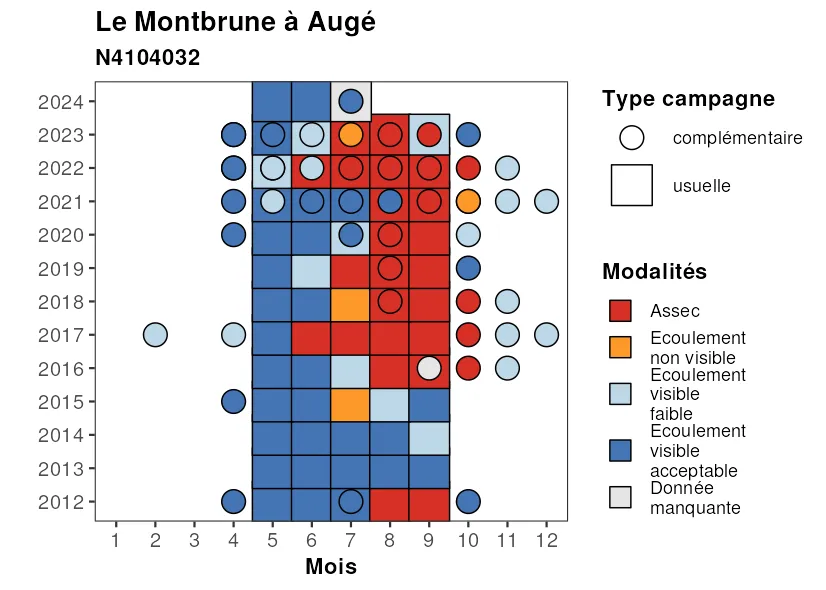 Le Montbrune à Augé
N4104032
2024
2023
2022
2021
2020
2019
2018
2017
2016
2015
2014
2013
2012
1 2 3 4 5 6 7 8 9 10 11 12
Mois
Type campagne
complémentaire
usuelle
Modalités
Assec
Ecoulement
non visible
Ecoulement
visible
faible
Ecoulement
visible
acceptable
Donnée
manquante